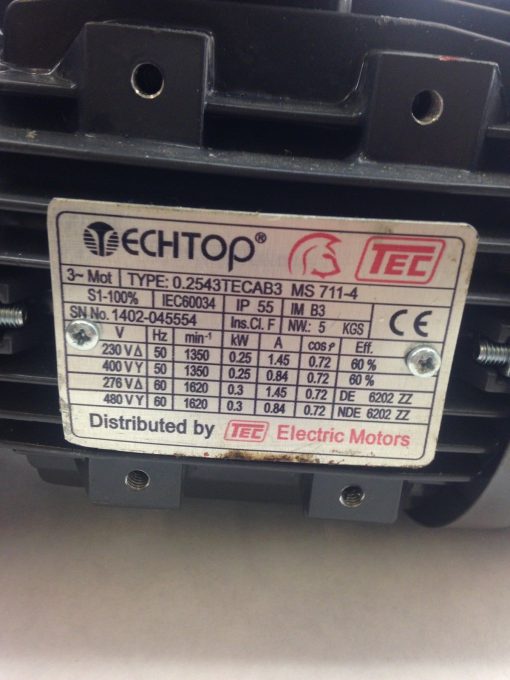 TECHTOP® TEC
3~ Mot TYPE: 0.2543TECAB3 MS 711-4
S1-100% IEC60034 IP 55 IM B3 CE
SN No. 1402-045554 Ins.Cl. F NW.: 5 KGS
V Hz min⁻¹ kW A cosφ Eff.
230 VΔ 50 1350 0.25 1.45 0.72 60 %
400 VY 50 1350 0.25 0.84 0.72 60 %
276 VΔ 60 1620 0.3 1.45 0.72 DE 6202 ZZ
480 VY 60 1620 0.3 0.84 0.72 NDE 6202 ZZ
Distributed by TEC Electric Motors